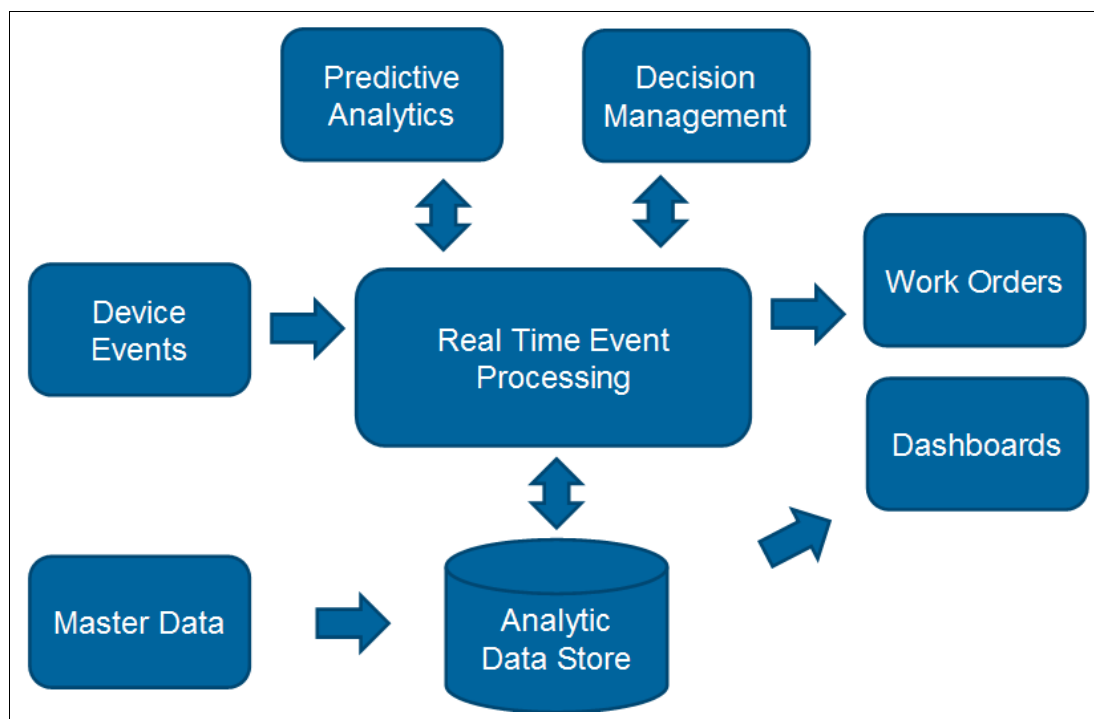 Predictive
Analytics
Decision
Management
Device
Events
Real Time Event
Processing
Work Orders
Dashboards
Master Data
Analytic
Data Store